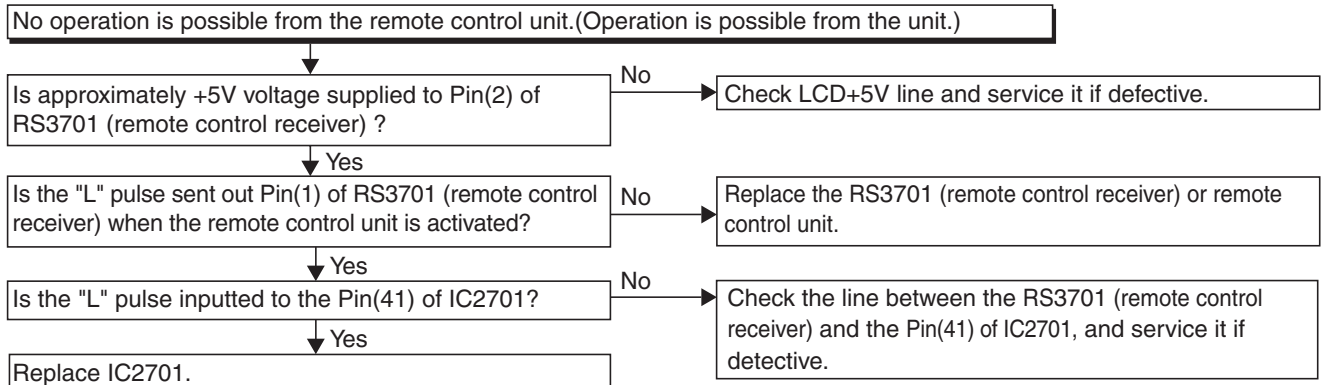 No operation is possible from the remote control unit.(Operation is possible from the unit.)
Is approximately +5V voltage supplied to Pin(2) of
RS3701 (remote control receiver) ?
No
Check LCD+5V line and service it if defective.
Yes
Is the "L" pulse sent out Pin(1) of RS3701 (remote control
receiver) when the remote control unit is activated?
No
Replace the RS3701 (remote control receiver) or remote
control unit.
Yes
Is the "L" pulse inputted to the Pin(41) of IC2701?
No
Check the line between the RS3701 (remote control
receiver) and the Pin(41) of IC2701, and service it if
detective.
Yes
Replace IC2701.